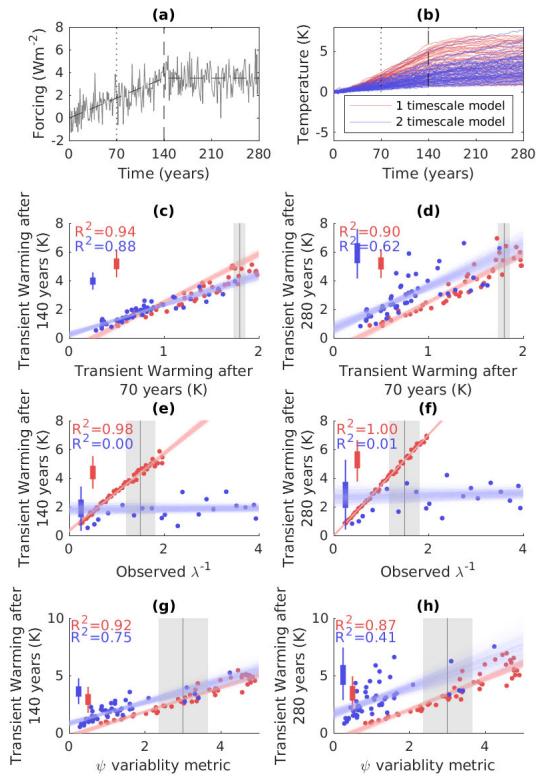 (a)
Forcing (Wm-2)
6
4
2
0
-2
0 70 140 210 280
Time (years)
(b)
Temperature (K)
5
0
-5
1 timescale model
2 timescale model
0 70 140 210 280
Time (years)
(c)
Transient Warming after
140 years (K)
R2=0.94
R2=0.88
8
6
4
2
0
0 1 2
Transient Warming after
70 years (K)
(d)
Transient Warming after
280 years (K)
R2=0.90
R2=0.62
8
6
4
2
0
0 1 2
Transient Warming after
70 years (K)
(e)
Transient Warming after
140 years (K)
R2=0.98
R2=0.00
8
6
4
2
0
0 2 4
Observed λ-1
(f)
Transient Warming after
280 years (K)
R2=1.00
R2=0.01
8
6
4
2
0
0 2 4
Observed λ-1
(g)
Transient Warming after
140 years (K)
R2=0.92
R2=0.75
10
5
0
0 2 4
ψ variablity metric
(h)
Transient Warming after
280 years (K)
R2=0.87
R2=0.41
10
5
0
0 2 4
ψ variablity metric